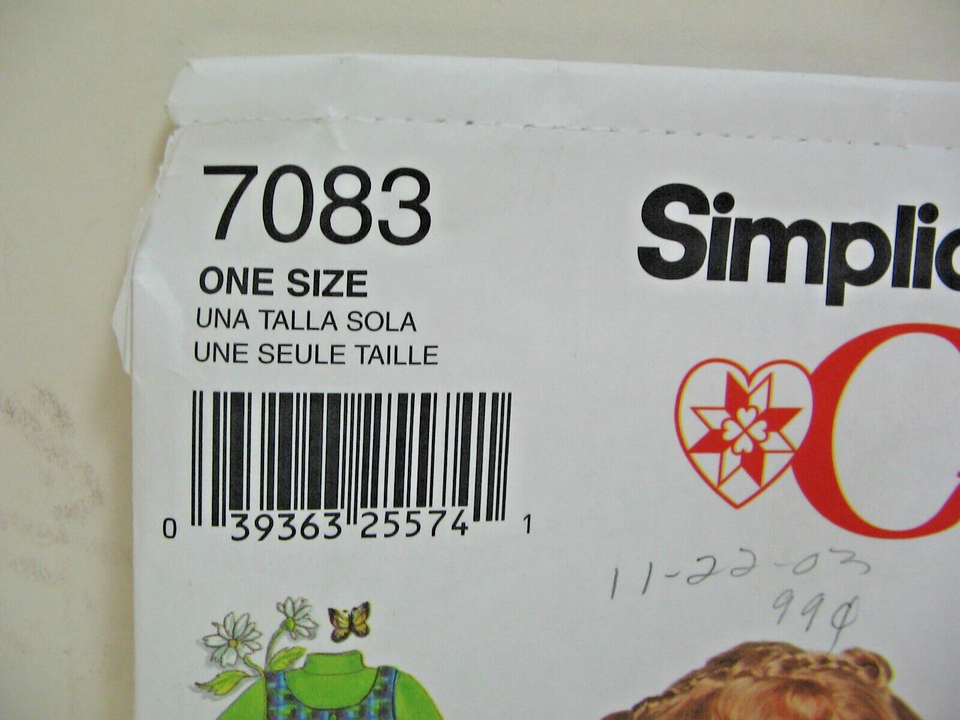 7083
ONE SIZE
UNA TALLA SOLA
UNE SEULE TAILLE
0 39363 25574 1
Simplic
C
11-22-03
99¢